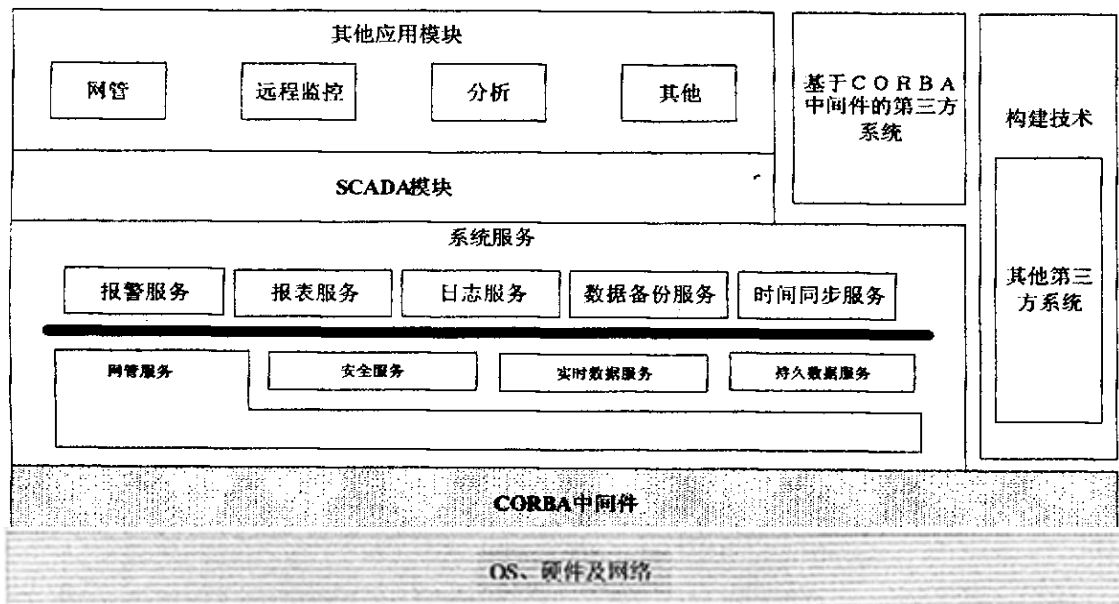 其他应用模块
网管
远程监控
分析
其他
基于CORBA
中间件的第三方
系统
构建技术
其他第三
方系统
SCADA模块
系统服务
报警服务
报表服务
日志服务
数据备份服务
时间同步服务
网管服务
安全服务
实时数据服务
持久数据服务
CORBA中间件
OS、硬件及网络